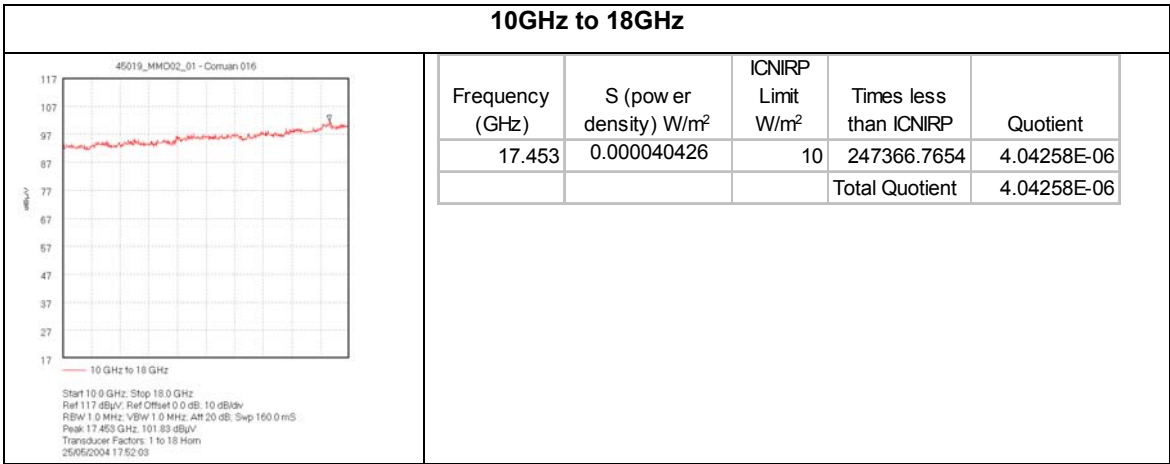 10GHz to 18GHz
45019_MMO02_01 - Corruan 016
117
107
97
87
77
67
57
47
37
27
17
dBµV
10 GHz to 18 GHz
Start 10.0 GHz; Stop 18.0 GHz
Ref 117 dBµV; Ref Offset 0.0 dB; 10 dB/div
RBW 1.0 MHz; VBW 1.0 MHz; Att 20 dB; Swp 160.0 mS
Peak 17.453 GHz, 101.83 dBµV
Transducer Factors: 1 to 18 Horn
25/05/2004 17:52:03
Frequency (GHz) S (pow er density) W/m² ICNIRP Limit W/m² Times less than ICNIRP Quotient
17.453 0.000040426 10 247366.7654 4.04258E-06
Total Quotient 4.04258E-06